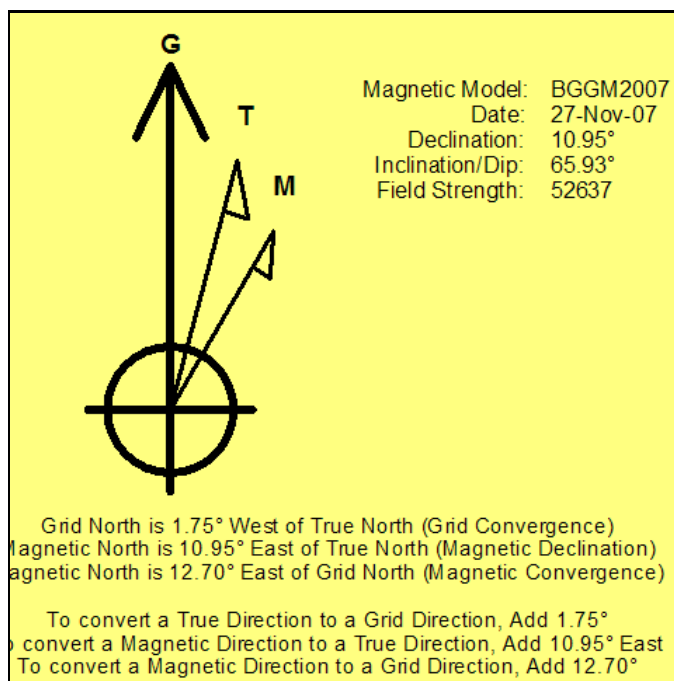 G
T
M
Magnetic Model: BGGM2007
Date: 27-Nov-07
Declination: 10.95°
Inclination/Dip: 65.93°
Field Strength: 52637
Grid North is 1.75° West of True North (Grid Convergence)
Magnetic North is 10.95° East of True North (Magnetic Declination)
agnetic North is 12.70° East of Grid North (Magnetic Convergence)
To convert a True Direction to a Grid Direction, Add 1.75°
o convert a Magnetic Direction to a True Direction, Add 10.95° East
To convert a Magnetic Direction to a Grid Direction, Add 12.70°